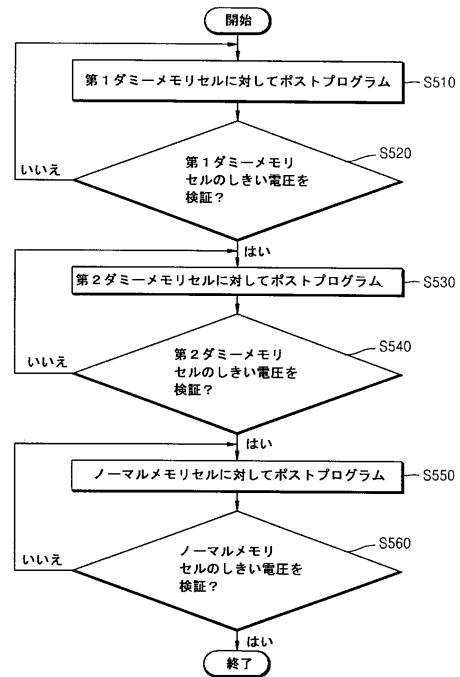 開始
第1ダミーメモリセルに対してポストプログラム
S510
第1ダミーメモリ
セルのしきい電圧を
検証?
S520
いいえ
はい
第2ダミーメモリセルに対してポストプログラム
S530
第2ダミーメモリ
セルのしきい電圧を
検証?
S540
いいえ
はい
ノーマルメモリセルに対してポストプログラム
S550
ノーマルメモリ
セルのしきい電圧を
検証?
S560
いいえ
はい
終了